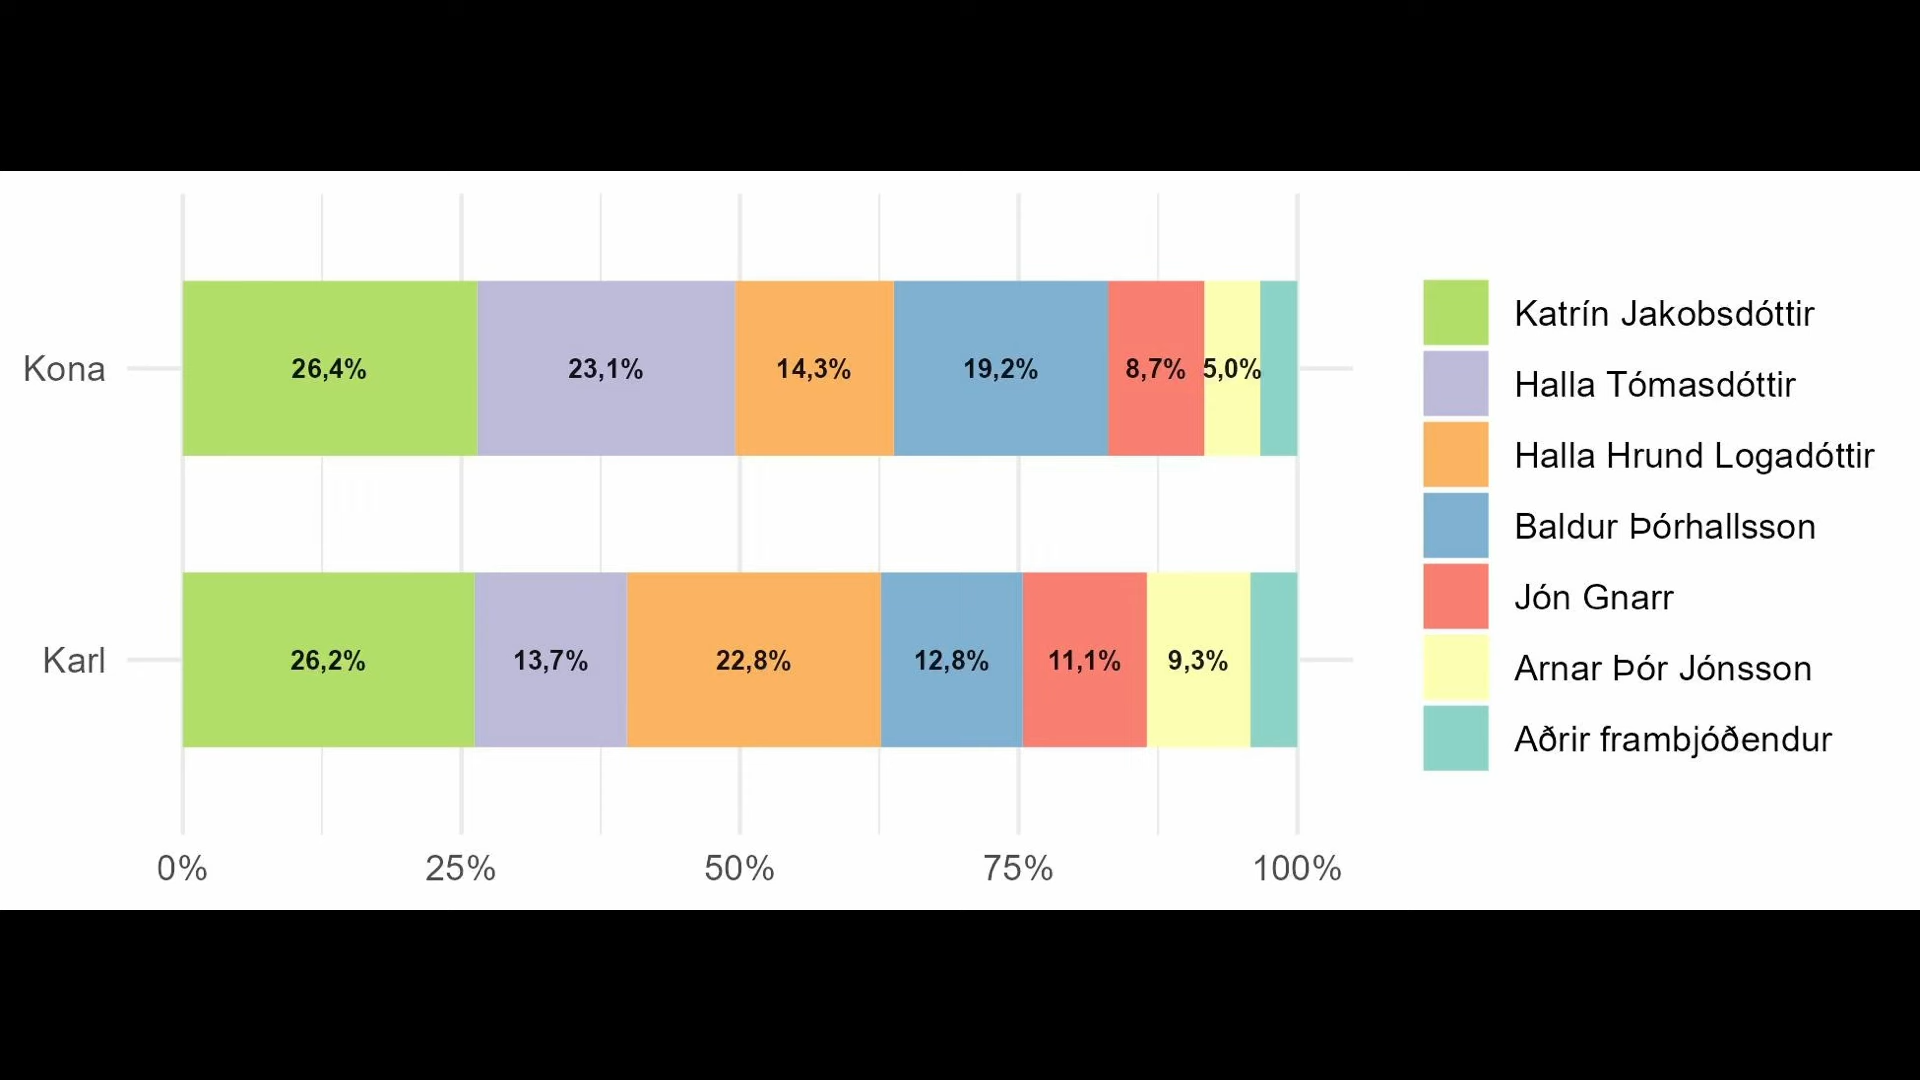 Kona
26,4%
23,1%
14,3%
19,2%
8,7%
5,0%
Karl
26,2%
13,7%
22,8%
12,8%
11,1%
9,3%
0%
25%
50%
75%
100%
Katrín Jakobsdóttir
Halla Tómasdóttir
Halla Hrund Logadóttir
Baldur Þórhallsson
Jón Gnarr
Arnar Þór Jónsson
Aðrir frambjóðendur